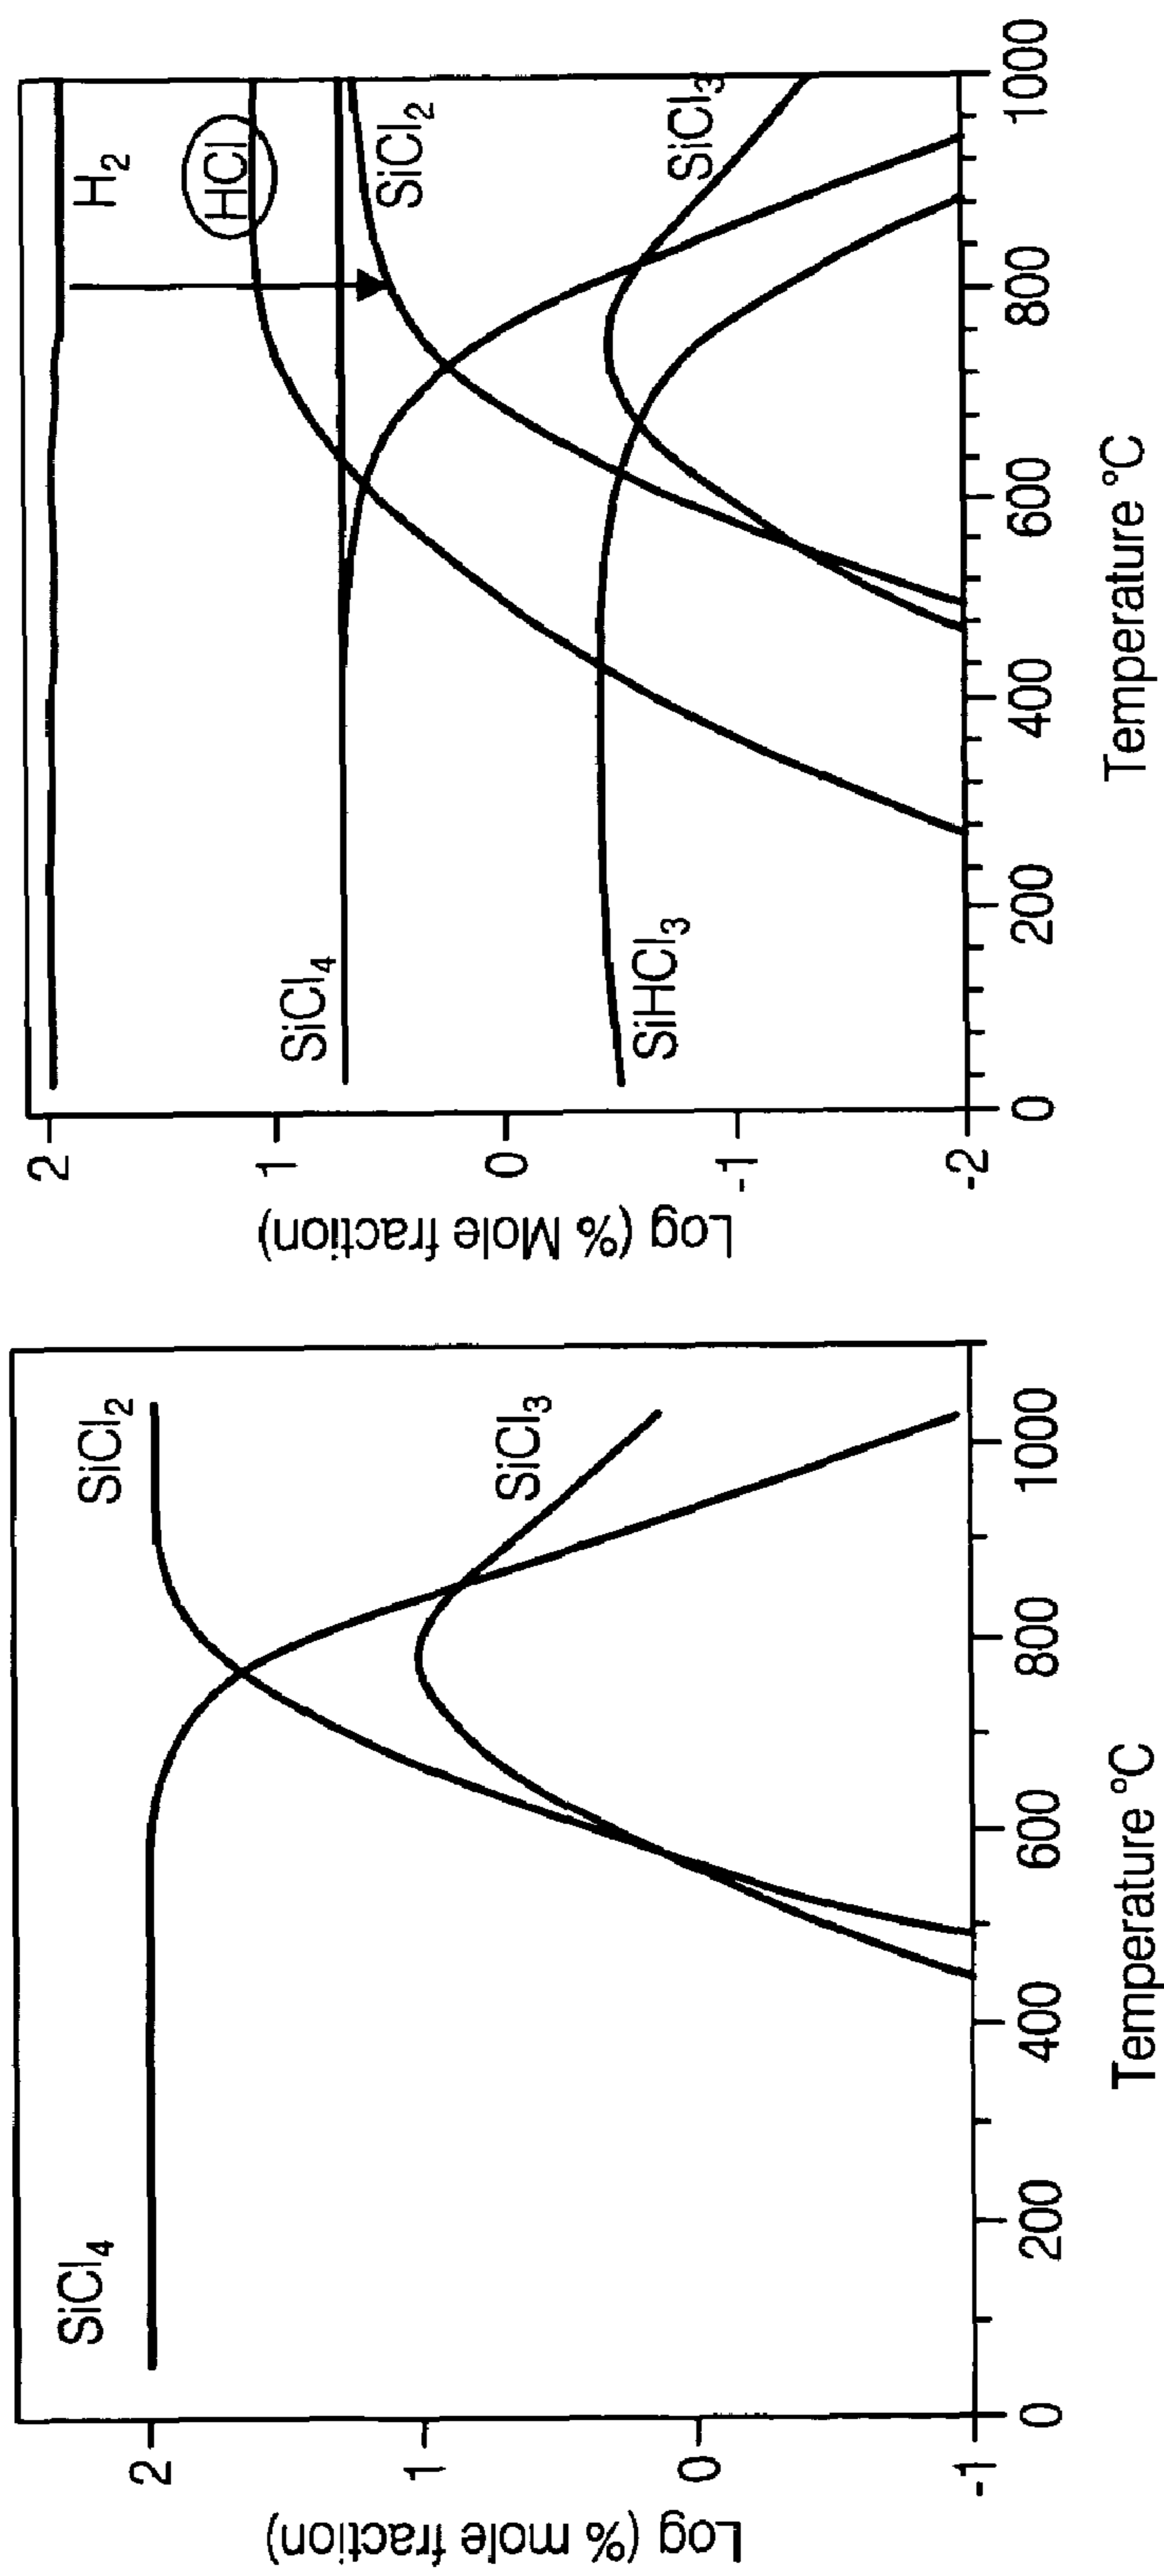 Log (% mole fraction)
2
1
0
-1
SiCl4
SiCl2
SiCl3
0
200
400
600
800
1000
Temperature °C
Log (% Mole fraction)
2
1
0
-1
-2
H2
HCl
SiCl4
SiCl2
SiCl3
SiHCl3
0
200
400
600
800
1000
Temperature °C